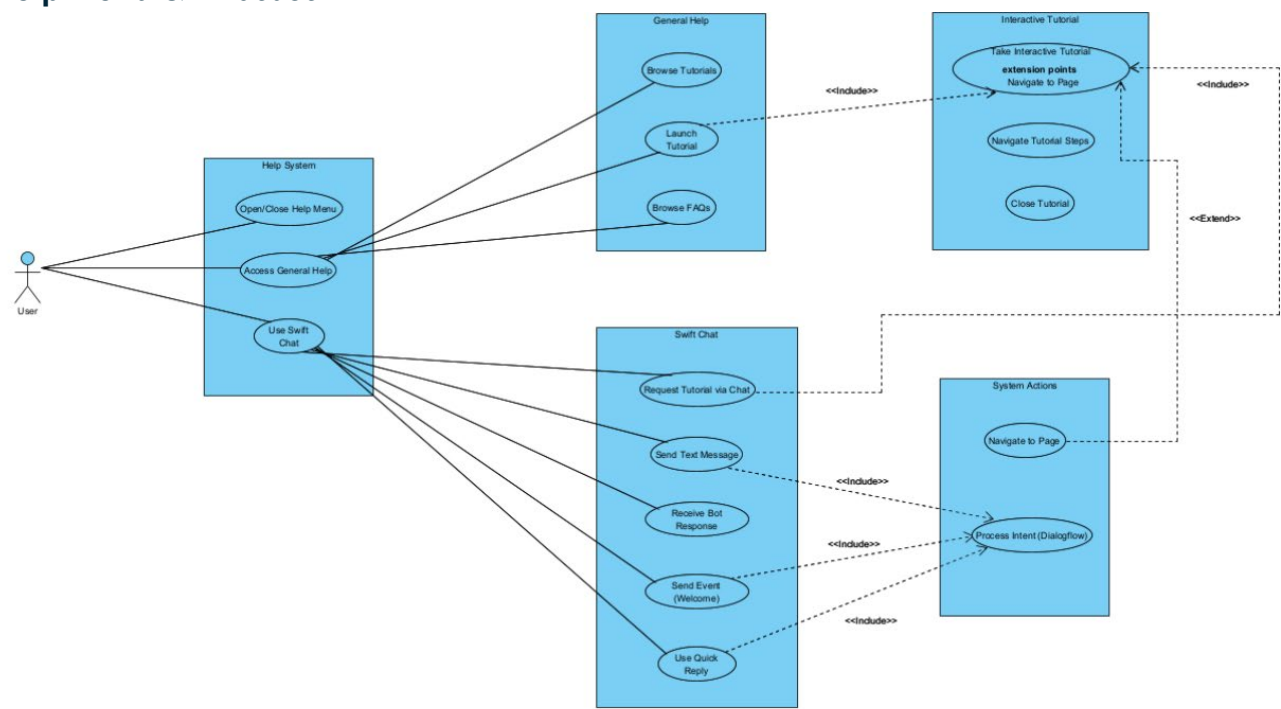 General Help
Browse Tutorials
Launch
Tutorial
Browse FAQs
Interactive Tutorial
Take Interactive Tutorial
extension points
Navigate to Page
Navigate Tutorial Steps
Close Tutorial
<<Include>>
<<Include>>
<<Extend>>
Help System
Open/Close Help Menu
Access General Help
Use Swift
Chat
User
Swift Chat
Request Tutorial via Chat
Send Text Message
Receive Bot
Response
Send Event
(Welcome)
Use Quick
Reply
<<Include>>
<<Include>>
<<Include>>
System Actions
Navigate to Page
Process Intent (Dialogflow)